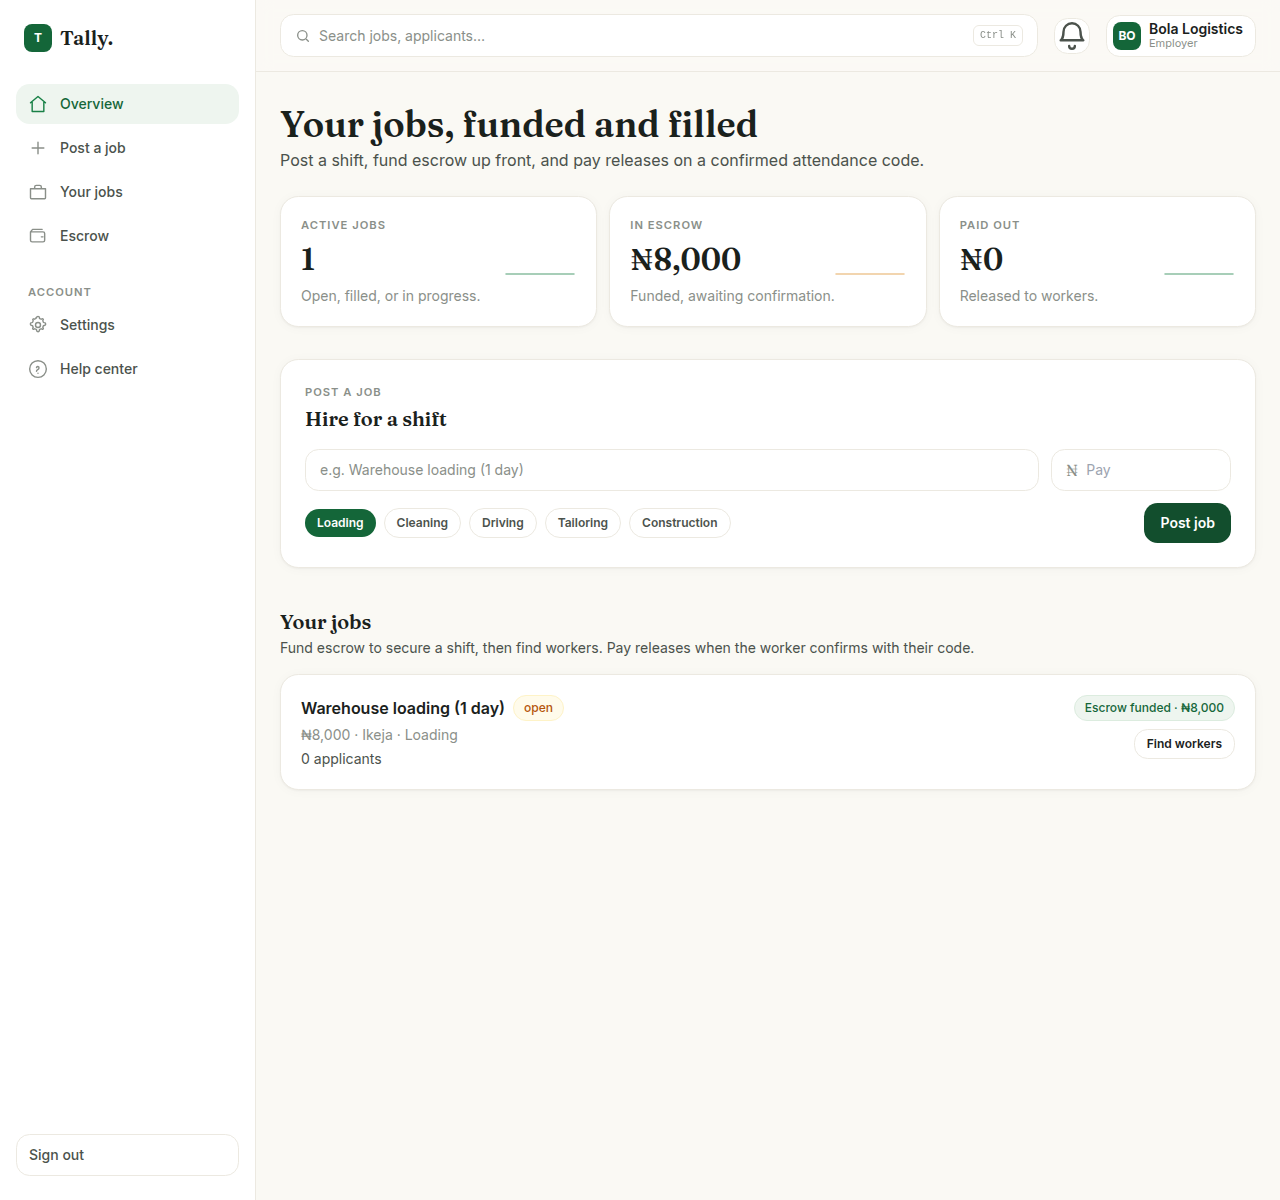 T Tally.
Search jobs, applicants... Ctrl K
BO Bola Logistics
Employer
Overview
Post a job
Your jobs
Escrow
ACCOUNT
Settings
Help center
Sign out
Your jobs, funded and filled
Post a shift, fund escrow up front, and pay releases on a confirmed attendance code.
ACTIVE JOBS
1
Open, filled, or in progress.
IN ESCROW
₦8,000
Funded, awaiting confirmation.
PAID OUT
₦0
Released to workers.
POST A JOB
Hire for a shift
e.g. Warehouse loading (1 day) ₦ Pay
Loading Cleaning Driving Tailoring Construction Post job
Your jobs
Fund escrow to secure a shift, then find workers. Pay releases when the worker confirms with their code.
Warehouse loading (1 day) open Escrow funded · ₦8,000
₦8,000 · Ikeja · Loading
Find workers
0 applicants